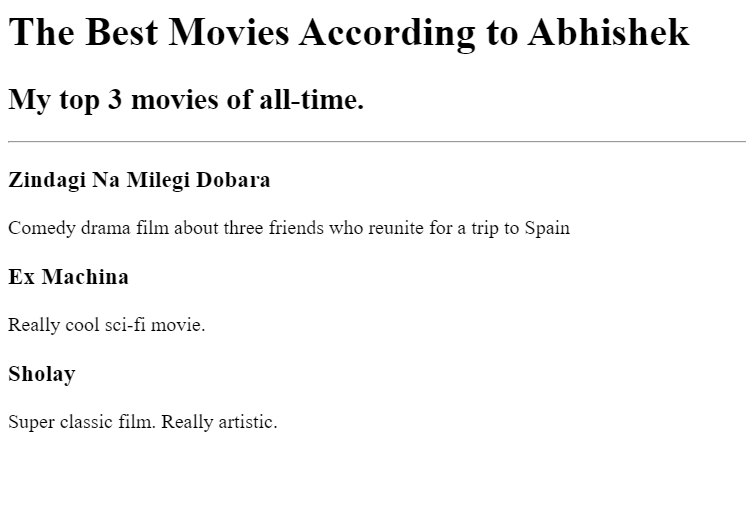 The Best Movies According to Abhishek
My top 3 movies of all-time.
Zindagi Na Milegi Dobara
Comedy drama film about three friends who reunite for a trip to Spain
Ex Machina
Really cool sci-fi movie.
Sholay
Super classic film. Really artistic.